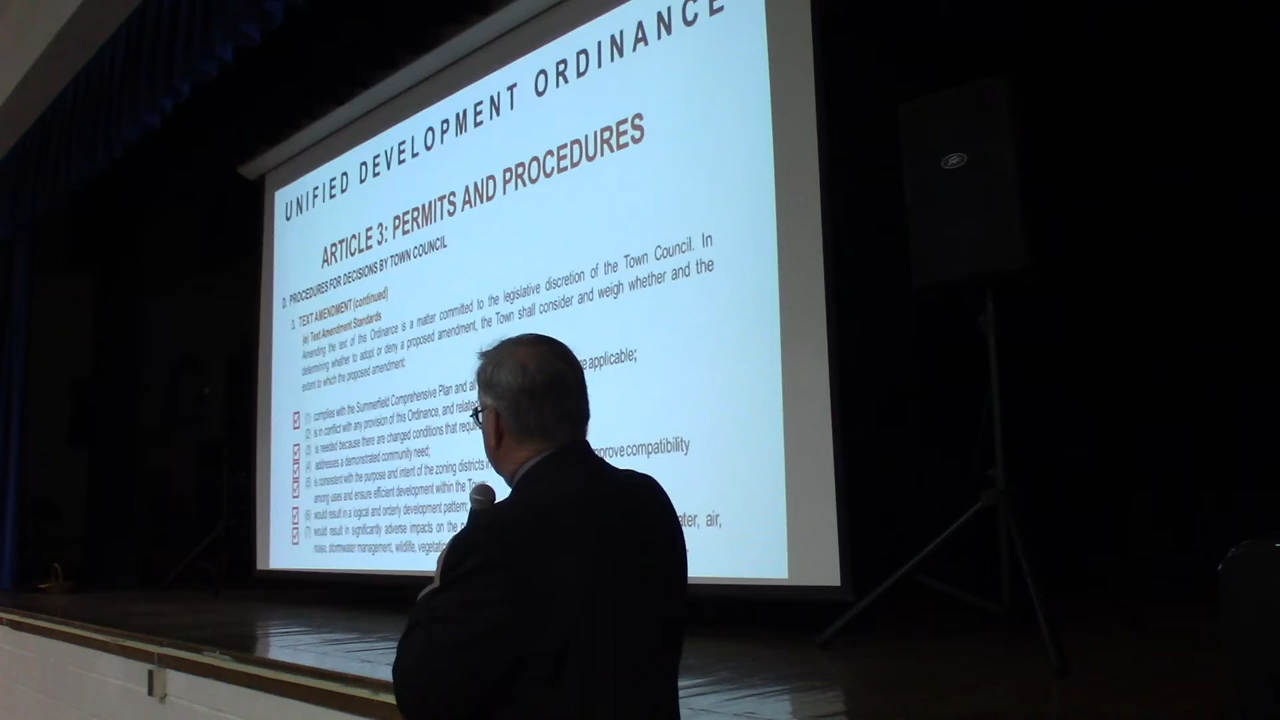 UNIFIED DEVELOPMENT ORDINANCE
ARTICLE 3: PERMITS AND PROCEDURES
D. PROCEDURES FOR DECISIONS BY TOWN COUNCIL
TEXT AMENDMENT (continued)
(e) Text Amendment Standards
Amending the text of this Ordinance is a matter committed to the legislative discretion of the Town Council. In
determining whether to adopt or deny a proposed amendment, the Town shall consider and weigh whether and the
extent to which the proposed amendment:
(1) complies with the Summerfield Comprehensive Plan and applicable;
(2) is in conflict with any provision of this Ordinance, and related
(3) is needed because there are changed conditions that
(4) addresses a demonstrated community need;
(5) is consistent with the purpose and intent of the zoning districts compatibility
among uses and ensure efficient development within the Town;
(6) would result in a logical and orderly development pattern;
(7) would result in significantly adverse impacts on the air,
noise, stormwater management, wildlife,